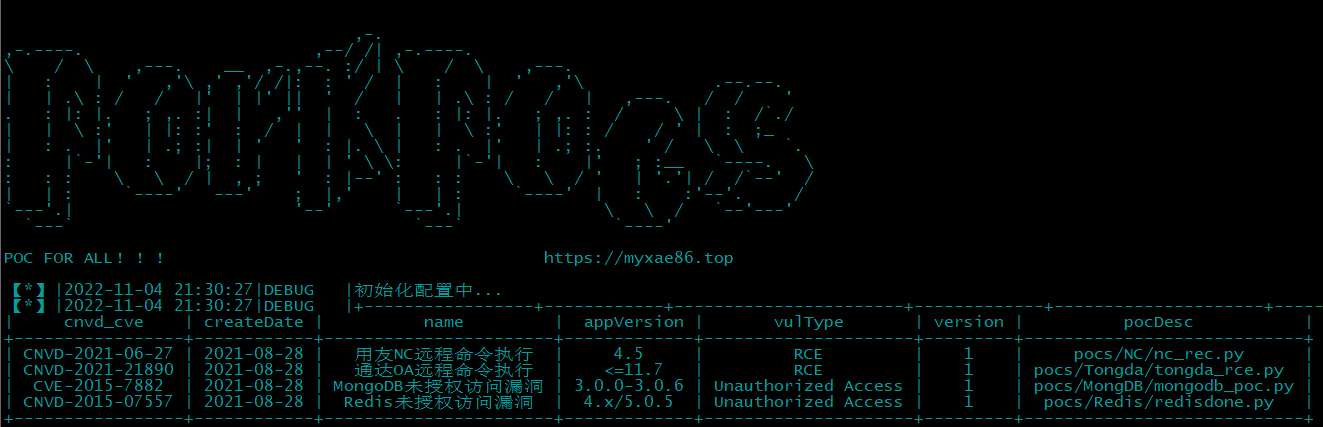 PorkPocs
POC FOR ALL! ! ! https://myxae86.top
【*】|2022-11-04 21:30:27|DEBUG |初始化配置中...
【*】|2022-11-04 21:30:27|DEBUG |
| cnvd_cve | createDate | name | appVersion | vulType | version | pocDesc |
| CNVD-2021-06-27 | 2021-08-28 | 用友NC远程命令执行 | 4.5 | RCE | 1 | pocs/NC/nc_rec.py |
| CNVD-2021-21890 | 2021-08-28 | 通达OA远程命令执行 | <=11.7 | RCE | 1 | pocs/Tongda/tongda_rce.py |
| CVE-2015-7882 | 2021-08-28 | MongoDB未授权访问漏洞 | 3.0.0-3.0.6 | Unauthorized Access | 1 | pocs/MongDB/mongodb_poc.py |
| CNVD-2015-07557 | 2021-08-28 | Redis未授权访问漏洞 | 4.x/5.0.5 | Unauthorized Access | 1 | pocs/Redis/redisdone.py |